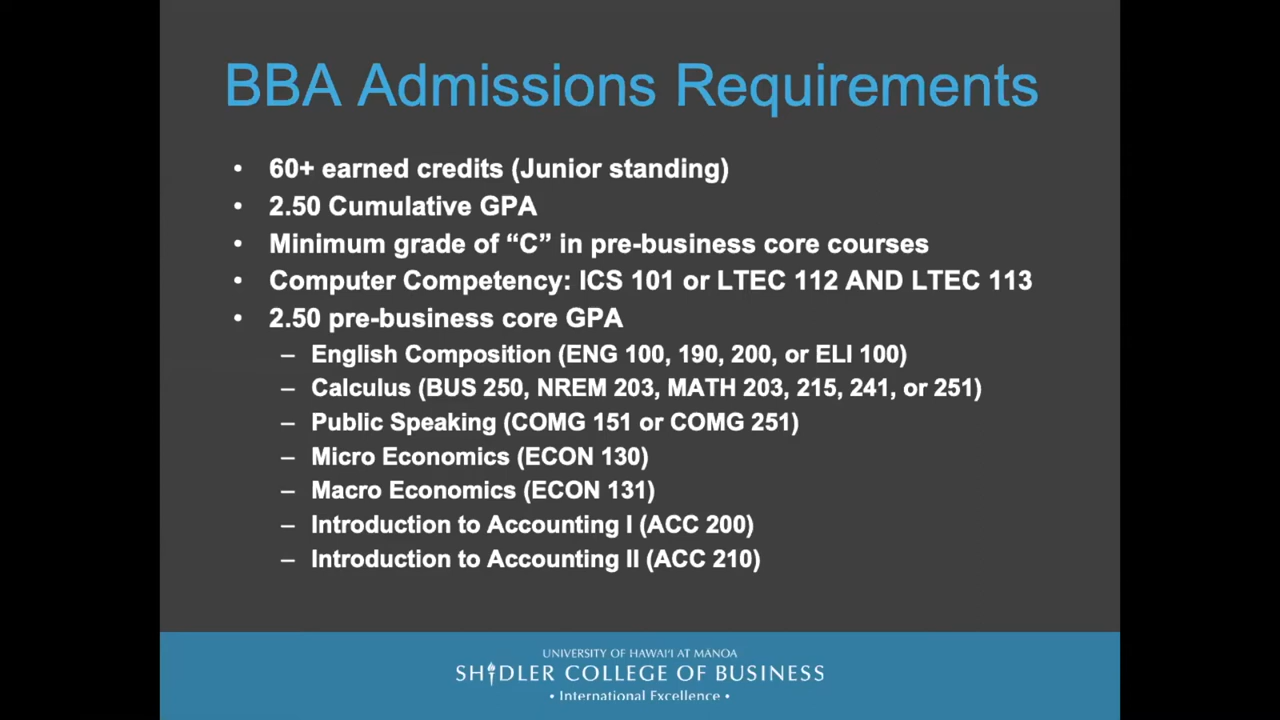 BBA Admissions Requirements
• 60+ earned credits (Junior standing)
• 2.50 Cumulative GPA
• Minimum grade of “C” in pre-business core courses
• Computer Competency: ICS 101 or LTEC 112 AND LTEC 113
• 2.50 pre-business core GPA
– English Composition (ENG 100, 190, 200, or ELI 100)
– Calculus (BUS 250, NREM 203, MATH 203, 215, 241, or 251)
– Public Speaking (COMG 151 or COMG 251)
– Micro Economics (ECON 130)
– Macro Economics (ECON 131)
– Introduction to Accounting I (ACC 200)
– Introduction to Accounting II (ACC 210)
UNIVERSITY OF HAWAI‘I AT MĀNOA
SHIDLER COLLEGE OF BUSINESS
• International Excellence •